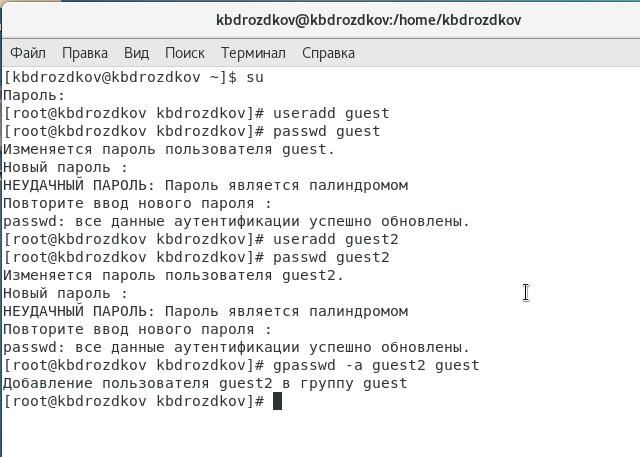 kbdrozdkov@kbdrozdkov:/home/kbdrozdkov
Файл Правка Вид Поиск Терминал Справка
[kbdrozdkov@kbdrozdkov ~]$ su
Пароль:
[root@kbdrozdkov kbdrozdkov]# useradd guest
[root@kbdrozdkov kbdrozdkov]# passwd guest
Изменяется пароль пользователя guest.
Новый пароль :
НЕУДАЧНЫЙ ПАРОЛЬ: Пароль является палиндромом
Повторите ввод нового пароля :
passwd: все данные аутентификации успешно обновлены.
[root@kbdrozdkov kbdrozdkov]# useradd guest2
[root@kbdrozdkov kbdrozdkov]# passwd guest2
Изменяется пароль пользователя guest2.
Новый пароль :
НЕУДАЧНЫЙ ПАРОЛЬ: Пароль является палиндромом
Повторите ввод нового пароля :
passwd: все данные аутентификации успешно обновлены.
[root@kbdrozdkov kbdrozdkov]# gpasswd -a guest2 guest
Добавление пользователя guest2 в группу guest
[root@kbdrozdkov kbdrozdkov]#